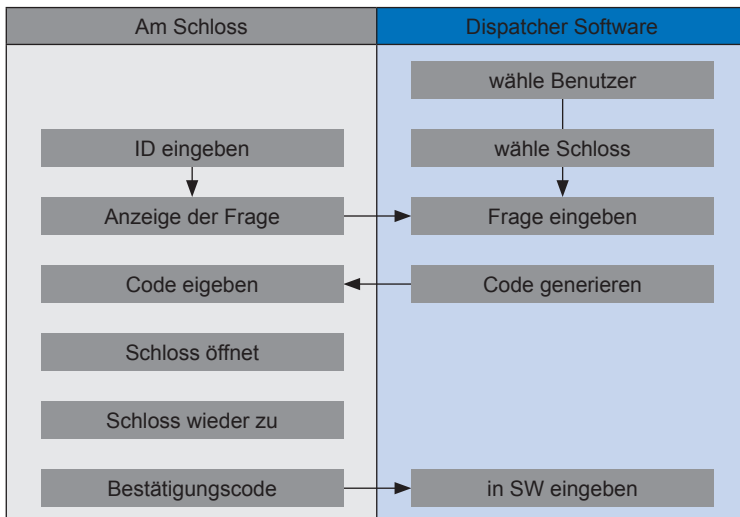 Am Schloss
Dispatcher Software
wähle Benutzer
ID eingeben
wähle Schloss
Anzeige der Frage
Frage eingeben
Code eigeben
Code generieren
Schloss öffnet
Schloss wieder zu
Bestätigungscode
in SW eingeben